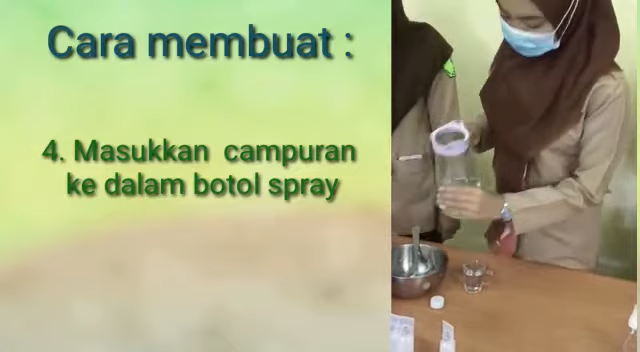 Cara membuat :
4. Masukkan campuran
ke dalam botol spray